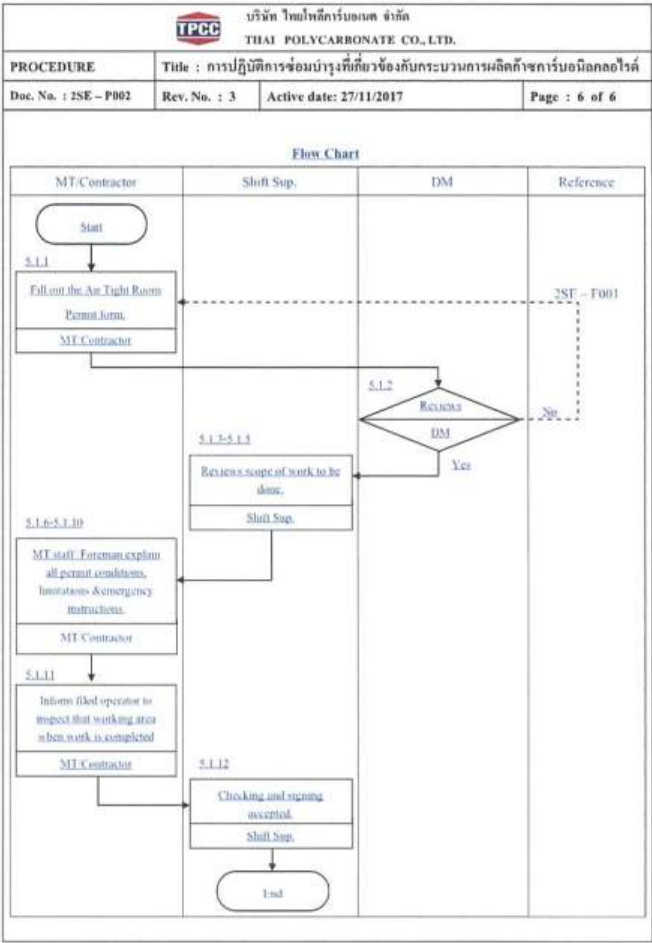 TPCC
บริษัท ไทยโพลีคาร์บอเนต จำกัด
THAI POLYCARBONATE CO., LTD.
PROCEDURE
Title : การปฏิบัติการซ่อมบำรุงที่เกี่ยวข้องกับกระบวนการผลิตก๊าซคาร์บอนิลคลอไรด์
Doc. No. : 2SE – P002
Rev. No. : 3
Active date: 27/11/2017
Page : 6 of 6
Flow Chart
MT/Contractor
Shift Sup.
DM
Reference
Start
5.1.1
Fill out the Air Tight Room
Permit form.
MT/Contractor
2SE – F001
5.1.2
Reviews
DM
No
Yes
5.1.3-5.1.5
Reviews scope of work to be
done.
Shift Sup.
5.1.6-5.1.10
MT staff/Foreman explain
all permit conditions,
limitations &emergency
instructions.
MT/Contractor
5.1.11
Inform filed operator to
inspect that working area
when work is completed
MT/Contractor
5.1.12
Checking and signing
accepted.
Shift Sup.
End